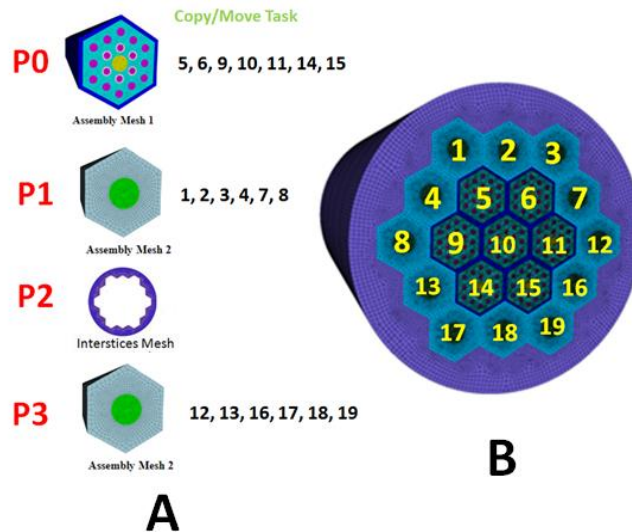 Copy/Move Task
P0
5, 6, 9, 10, 11, 14, 15
Assembly Mesh 1
P1
1, 2, 3, 4, 7, 8
Assembly Mesh 2
P2
Interstices Mesh
P3
12, 13, 16, 17, 18, 19
Assembly Mesh 2
A
1 2 3
4 5 6 7
8 9 10 11 12
13 14 15 16
17 18 19
B